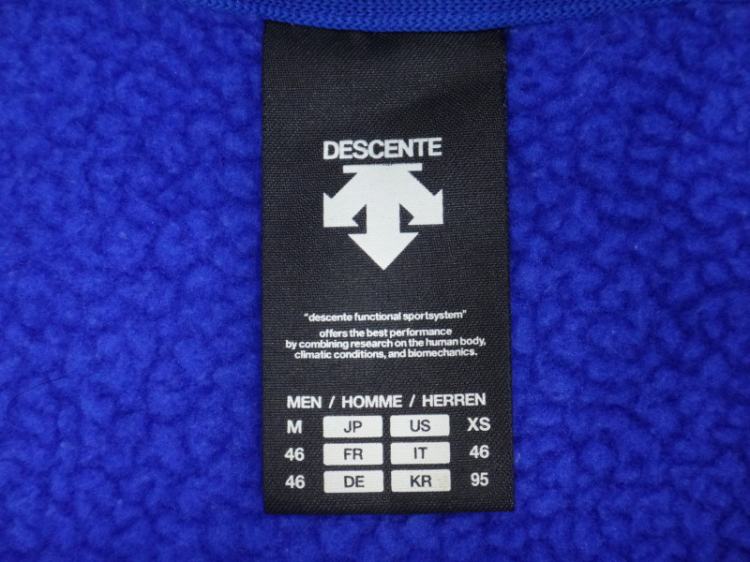 DESCENTE
"descente functional sportsystem"
offers the best performance
by combining research on the human body,
climatic conditions, and biomechanics.
MEN / HOMME / HERREN
M JP US XS
46 FR IT 46
46 DE KR 95